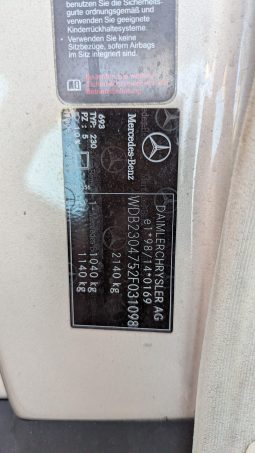 benutzen Sie die Sicherheits-
gurte ordnungsgemäß und
verwenden Sie geeignete
Kinderrückhaltesysteme.
• Verwenden Sie keine
Sitzbezüge, sofern Airbags
im Sitz integriert sind.
DAIMLERCHRYSLER AG
e1*98/14*0169
WDB2304752F031098
2140 kg
1- 1040 kg
1140 kg
Mercedes-Benz
693
TYP: 230
PZ: 5